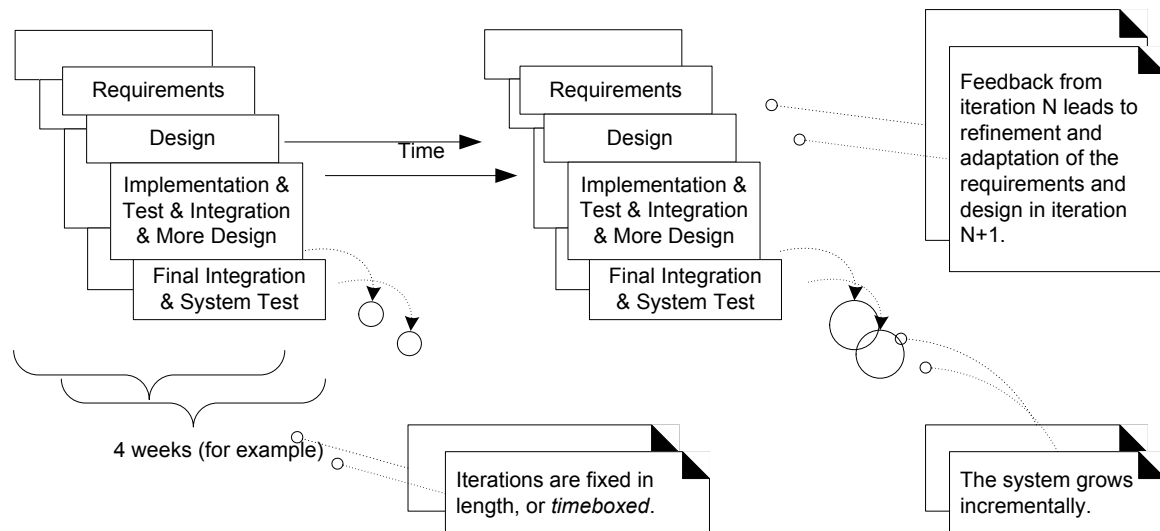 Requirements
Design
Implementation &
Test & Integration
& More Design
Final Integration
& System Test
Time
Requirements
Design
Implementation &
Test & Integration
& More Design
Final Integration
& System Test
Feedback from
iteration N leads to
refinement and
adaptation of the
requirements and
design in iteration
N+1.
4 weeks (for example)
Iterations are fixed in
length, or timeboxed.
The system grows
incrementally.